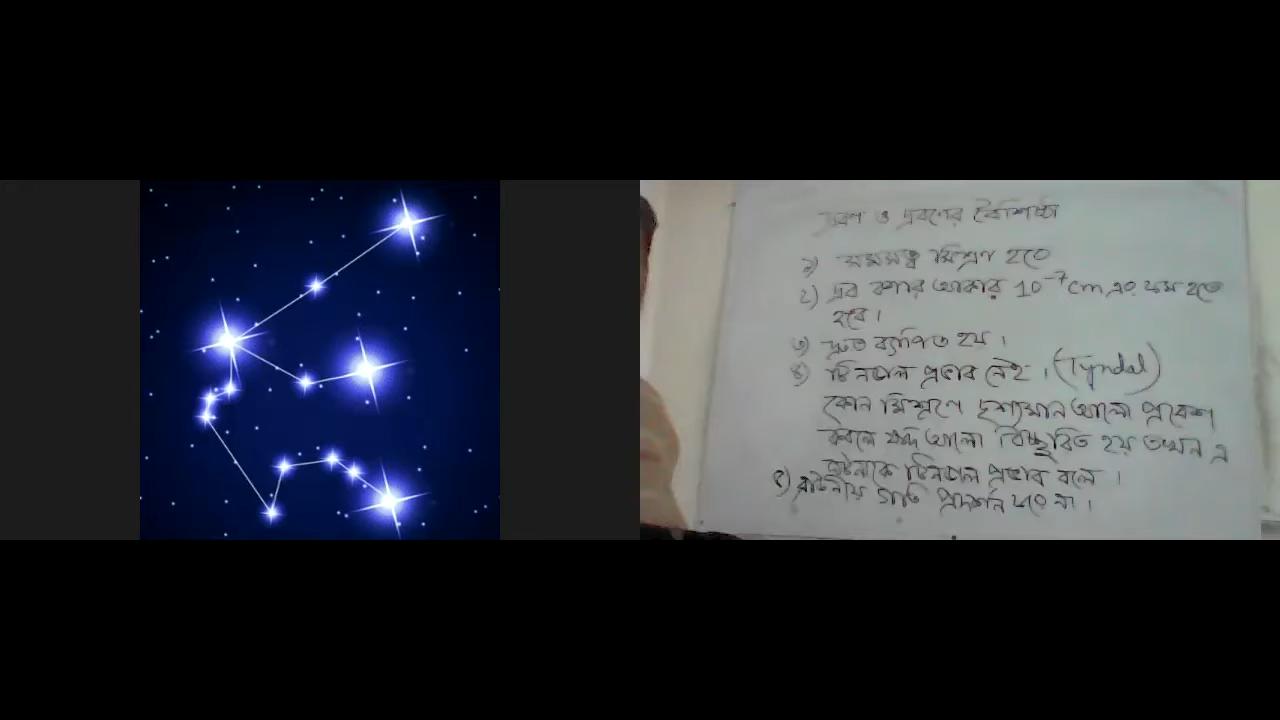 দ্রবণ ও দ্রবণের বৈশিষ্ট্য
১) সমসত্ত্ব মিশ্রণ হবে
২) দ্রব কণার আকার 10⁻⁷ cm এর কম হতে
হবে।
৩) দ্রুত ব্যাপিত হয়।
৪) টিনডাল প্রভাব নেই। (Tyndal)
কোন মিশ্রণে দৃশ্যমান আলো প্রবেশ
করলে যদি আলো বিচ্ছুরিত হয় তখন এ
ঘটনাকে টিনডাল প্রভাব বলে।
৫) ব্রাউনীয় গতি প্রদর্শন করে না।